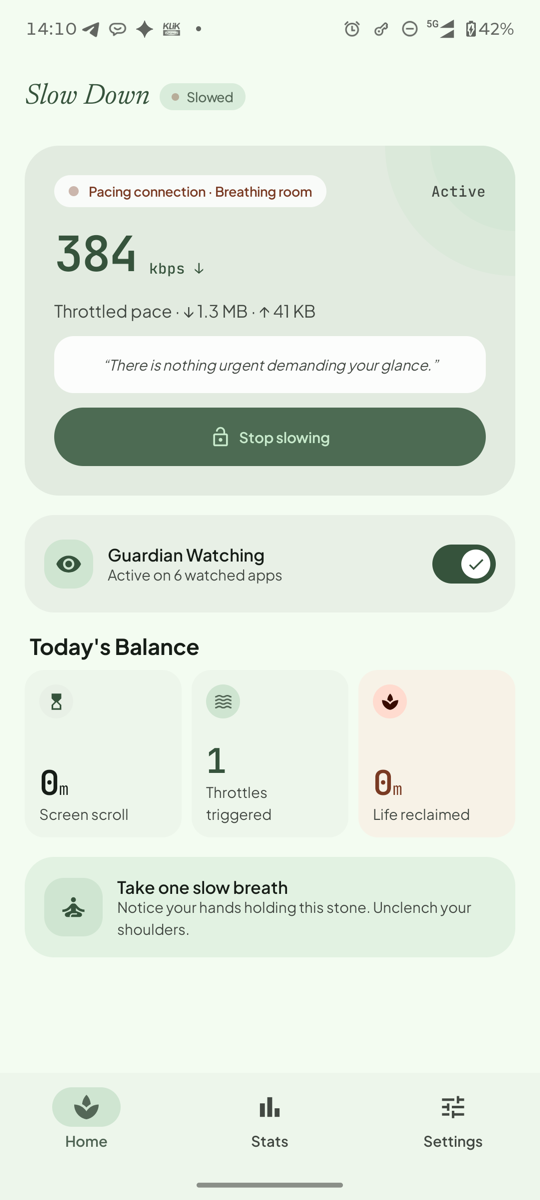 14:10 KLIK 5G 42%
Slow Down Slowed
Pacing connection · Breathing room Active
384 kbps ↓
Throttled pace · ↓ 1.3 MB · ↑ 41 KB
“There is nothing urgent demanding your glance.”
Stop slowing
Guardian Watching
Active on 6 watched apps
Today's Balance
0m
Screen scroll
1
Throttles
triggered
0m
Life reclaimed
Take one slow breath
Notice your hands holding this stone. Unclench your
shoulders.
Home Stats Settings